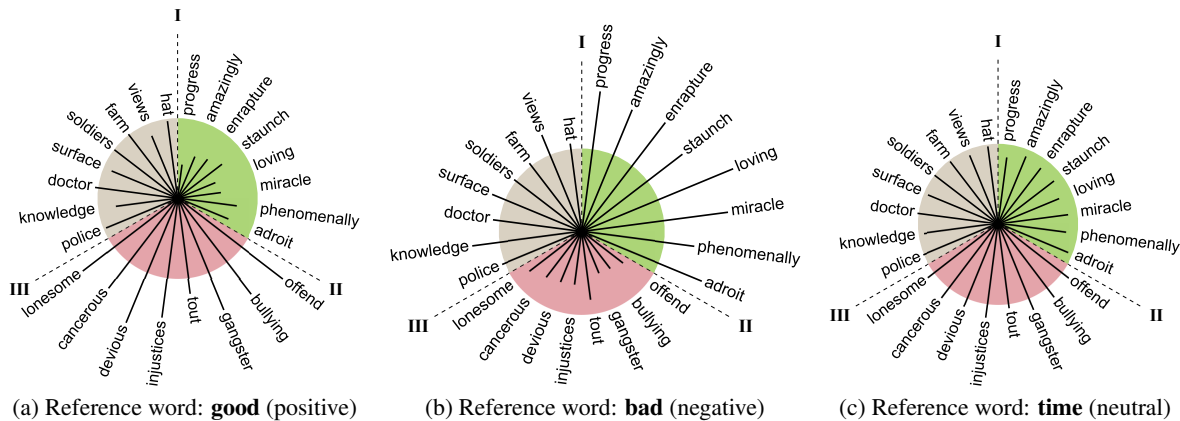 I
progress
amazingly
enrapture
staunch
loving
miracle
phenomenally
adroit
II
offend
bullying
gangster
tout
injustices
devious
cancerous
lonesome
III
police
knowledge
doctor
surface
soldiers
farm
views
hat
(a) Reference word: good (positive)
I
progress
amazingly
enrapture
staunch
loving
miracle
phenomenally
adroit
II
offend
bullying
gangster
tout
injustices
devious
cancerous
lonesome
III
police
knowledge
doctor
surface
soldiers
farm
views
hat
(b) Reference word: bad (negative)
I
progress
amazingly
enrapture
staunch
loving
miracle
phenomenally
adroit
II
offend
bullying
gangster
tout
injustices
devious
cancerous
lonesome
III
police
knowledge
doctor
surface
soldiers
farm
views
hat
(c) Reference word: time (neutral)